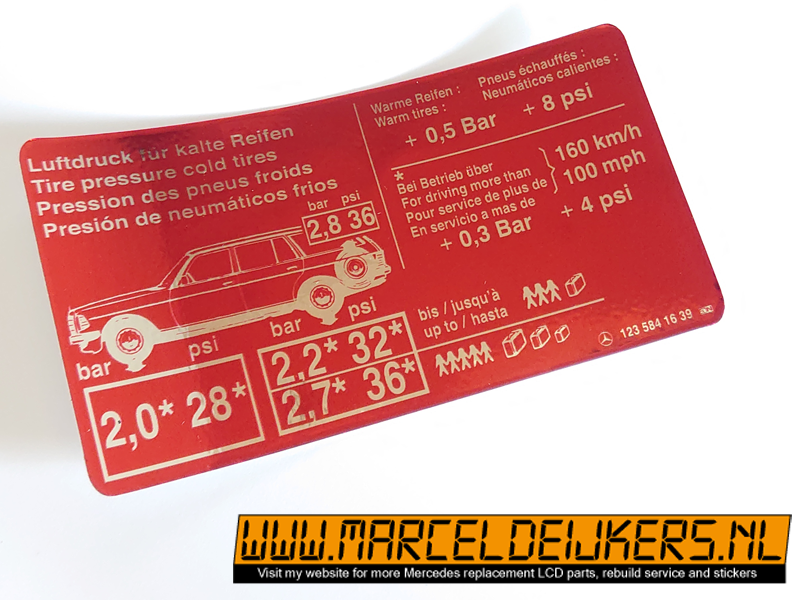 Luftdruck für kalte Reifen
Tire pressure cold tires
Pression des pneus froids
Presión de neumáticos frios
bar psi
2,8 36
bar psi
2,0* 28*
bar psi
2,2* 32*
2,7* 36*
bis / jusqu'à
up to / hasta
Warme Reifen : Pneus échauffés :
Warm tires : Neumáticos calientes :
+ 0,5 Bar + 8 psi
*
Bei Betrieb über
For driving more than
Pour service de plus de
En servicio a mas de
160 km/h
100 mph
+ 0,3 Bar + 4 psi
123 584 16 39
WWW.MARCELDEIJKERS.NL
Visit my website for more Mercedes replacement LCD parts, rebuild service and stickers